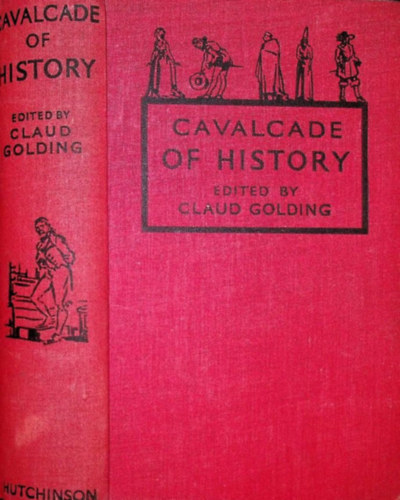 CAVALCADE
OF
HISTORY
EDITED BY
CLAUD
GOLDING
HUTCHINSON
CAVALCADE
OF HISTORY
EDITED BY
CLAUD GOLDING